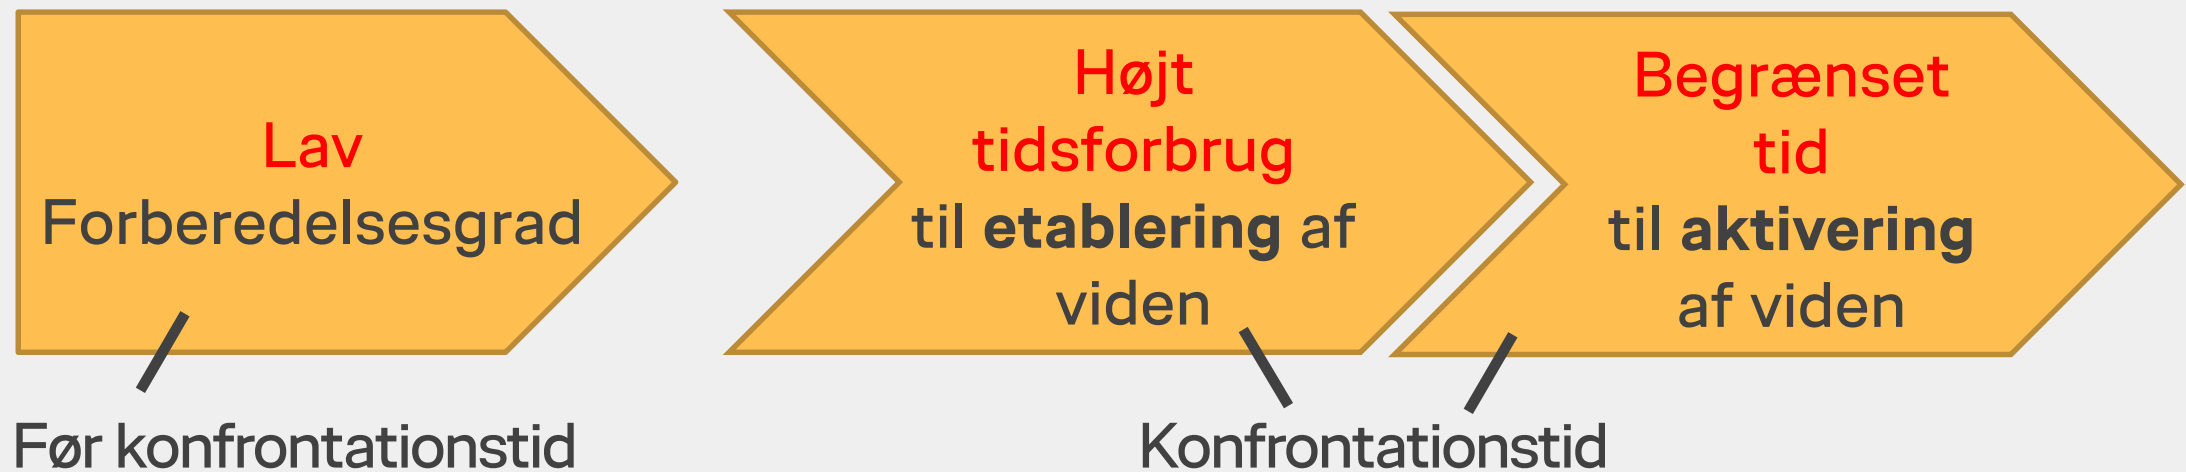 Lav
Forberedelsesgrad
Højt
tidsforbrug
til etablering af
viden
Begrænset
tid
til aktivering
af viden
Før konfrontationstid
Konfrontationstid